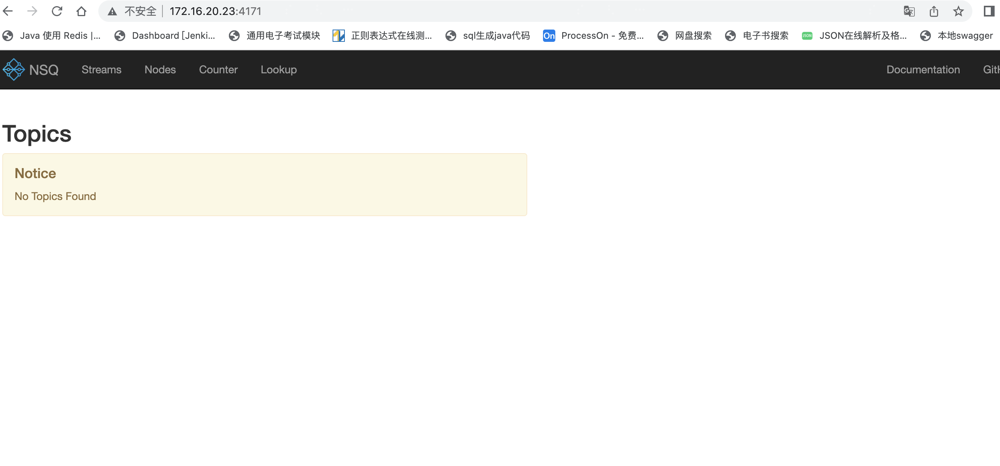 不安全 172.16.20.23:4171
Java 使用 Redis |... Dashboard [Jenki... 通用电子考试模块 正则表达式在线测... sql生成java代码 On ProcessOn - 免费... 网盘搜索 电子书搜索 JSON JSON在线解析及格... 本地swagger
NSQ Streams Nodes Counter Lookup Documentation Git
Topics
Notice
No Topics Found